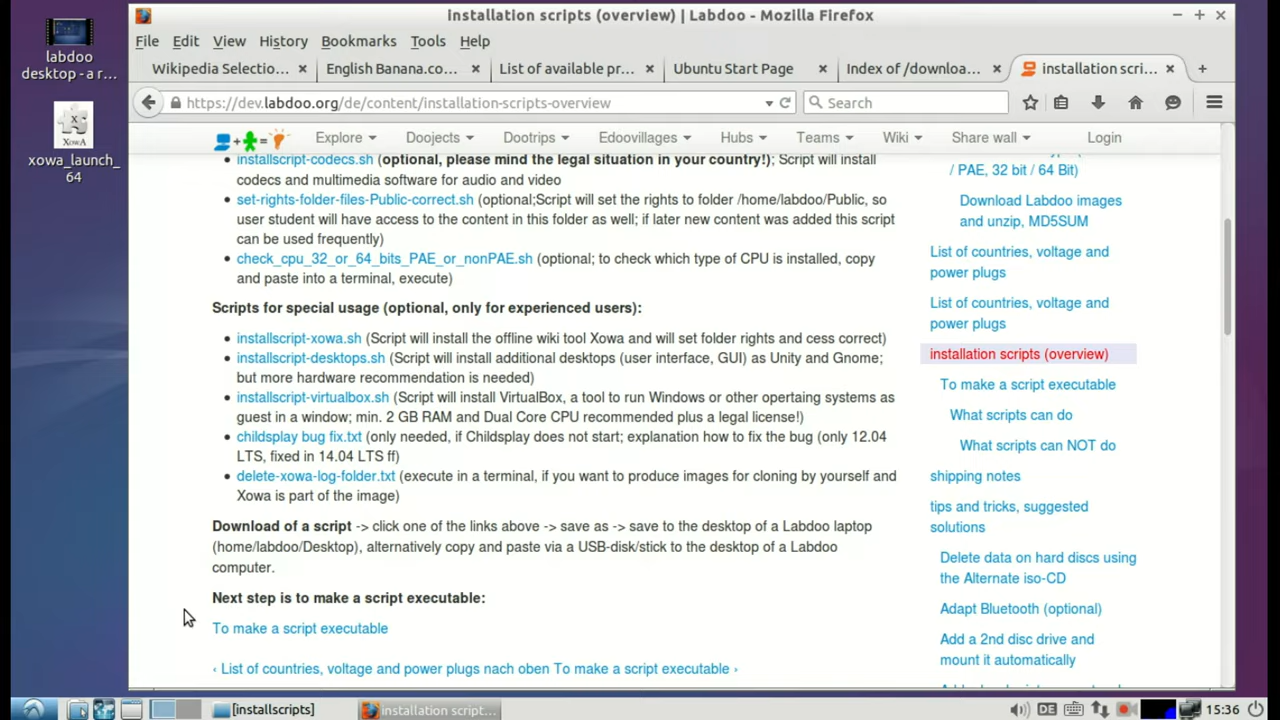 installation scripts (overview) | Labdoo - Mozilla Firefox
labdoo
desktop - a r...
XOWA
xowa_launch_
64
File Edit View History Bookmarks Tools Help
Wikipedia Selectio... English Banana.co... List of available pr... Ubuntu Start Page Index of /downloa... installation scri...
https://dev.labdoo.org/de/content/installation-scripts-overview Search
Explore Doojects Dootrips Edoovillages Hubs Teams Wiki Share wall Login
installscript-codecs.sh (optional, please mind the legal situation in your country!); Script will install
codecs and multimedia software for audio and video
set-rights-folder-files-Public-correct.sh (optional;Script will set the rights to folder /home/labdoo/Public, so
user student will have access to the content in this folder as well; if later new content was added this script
can be used frequently)
check_cpu_32_or_64_bits_PAE_or_nonPAE.sh (optional; to check which type of CPU is installed, copy
and paste into a terminal, execute)
Scripts for special usage (optional, only for experienced users):
installscript-xowa.sh (Script will install the offline wiki tool Xowa and will set folder rights and cess correct)
installscript-desktops.sh (Script will install additional desktops (user interface, GUI) as Unity and Gnome;
but more hardware recommendation is needed)
installscript-virtualbox.sh (Script will install VirtualBox, a tool to run Windows or other opertaing systems as
guest in a window; min. 2 GB RAM and Dual Core CPU recommended plus a legal license!)
childsplay bug fix.txt (only needed, if Childsplay does not start; explanation how to fix the bug (only 12.04
LTS, fixed in 14.04 LTS ff)
delete-xowa-log-folder.txt (execute in a terminal, if you want to produce images for cloning by yourself and
Xowa is part of the image)
Download of a script -> click one of the links above -> save as -> save to the desktop of a Labdoo laptop
(home/labdoo/Desktop), alternatively copy and paste via a USB-disk/stick to the desktop of a Labdoo
computer.
Next step is to make a script executable:
To make a script executable
‹ List of countries, voltage and power plugs nach oben To make a script executable ›
/ PAE, 32 bit / 64 Bit)
Download Labdoo images
and unzip, MD5SUM
List of countries, voltage and
power plugs
List of countries, voltage and
power plugs
installation scripts (overview)
To make a script executable
What scripts can do
What scripts can NOT do
shipping notes
tips and tricks, suggested
solutions
Delete data on hard discs using
the Alternate iso-CD
Adapt Bluetooth (optional)
Add a 2nd disc drive and
mount it automatically
[installscripts] installation script... DE 15:36